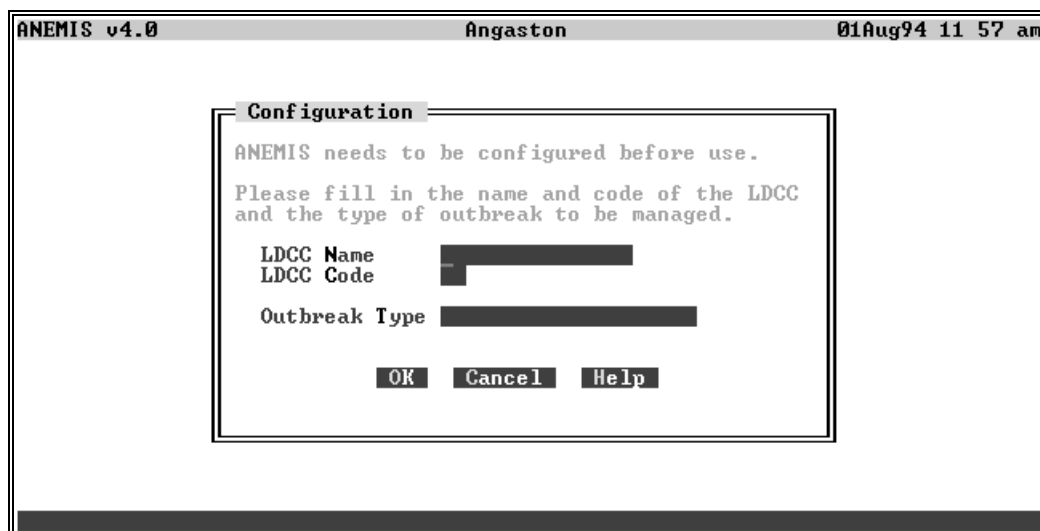 ANEMIS v4.0 Angaston 01Aug94 11 57 am
Configuration
ANEMIS needs to be configured before use.
Please fill in the name and code of the LDCC
and the type of outbreak to be managed.
LDCC Name
LDCC Code
Outbreak Type
OK Cancel Help